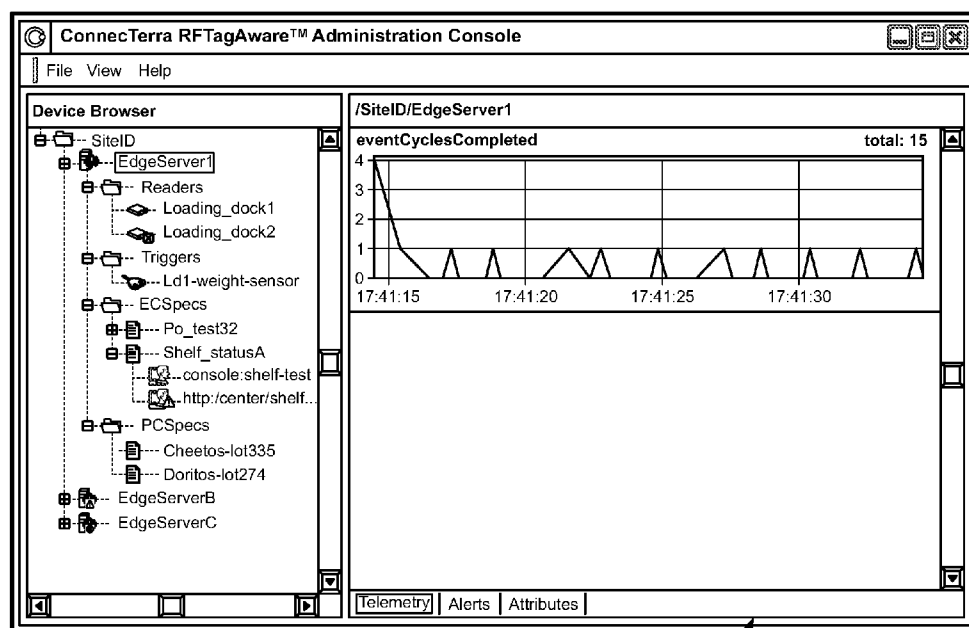 ConnecTerra RFTagAware™ Administration Console
File View Help
Device Browser
SiteID
EdgeServer1
Readers
Loading_dock1
Loading_dock2
Triggers
Ld1-weight-sensor
ECSpecs
Po_test32
Shelf_statusA
console:shelf-test
http:/center/shelf...
PCSpecs
Cheetos-lot335
Doritos-lot274
EdgeServerB
EdgeServerC
/SiteID/EdgeServer1
eventCyclesCompleted total: 15
4
3
2
1
0
17:41:15 17:41:20 17:41:25 17:41:30
Telemetry Alerts Attributes